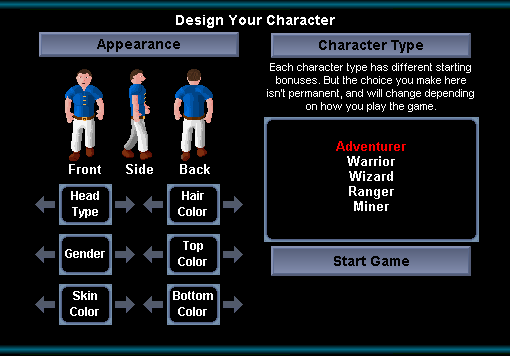 Design Your Character
Appearance
Front Side Back
Head Type
Hair Color
Gender
Top Color
Skin Color
Bottom Color
Character Type
Each character type has different starting
bonuses. But the choice you make here
isn't permanent, and will change depending
on how you play the game.
Adventurer
Warrior
Wizard
Ranger
Miner
Start Game